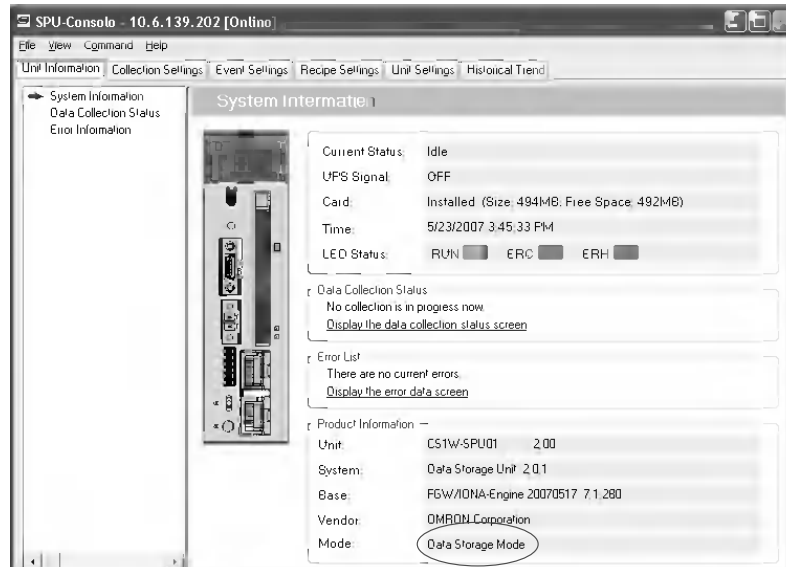 SPU-Console - 10.6.139.202 [Online]
File View Command Help
Unit Information Collection Settings Event Settings Recipe Settings Unit Settings Historical Trend
System Information
Data Collection Status
Error Information
System Information
Current Status: Idle
UPS Signal: OFF
Card: Installed (Size: 494MB: Free Space: 492MB)
Time: 5/23/2007 3:45:33 PM
LED Status: RUN ERC ERH
Data Collection Status
No collection is in progress now.
Display the data collection status screen
Error List
There are no current errors.
Display the error data screen
Product Information
Unit: CS1W-SPU01 2.00
System: Data Storage Unit 2.0.1
Base: FGW/IONA-Engine 20070517 7.1.280
Vendor: OMRON Corporation
Mode: Data Storage Mode